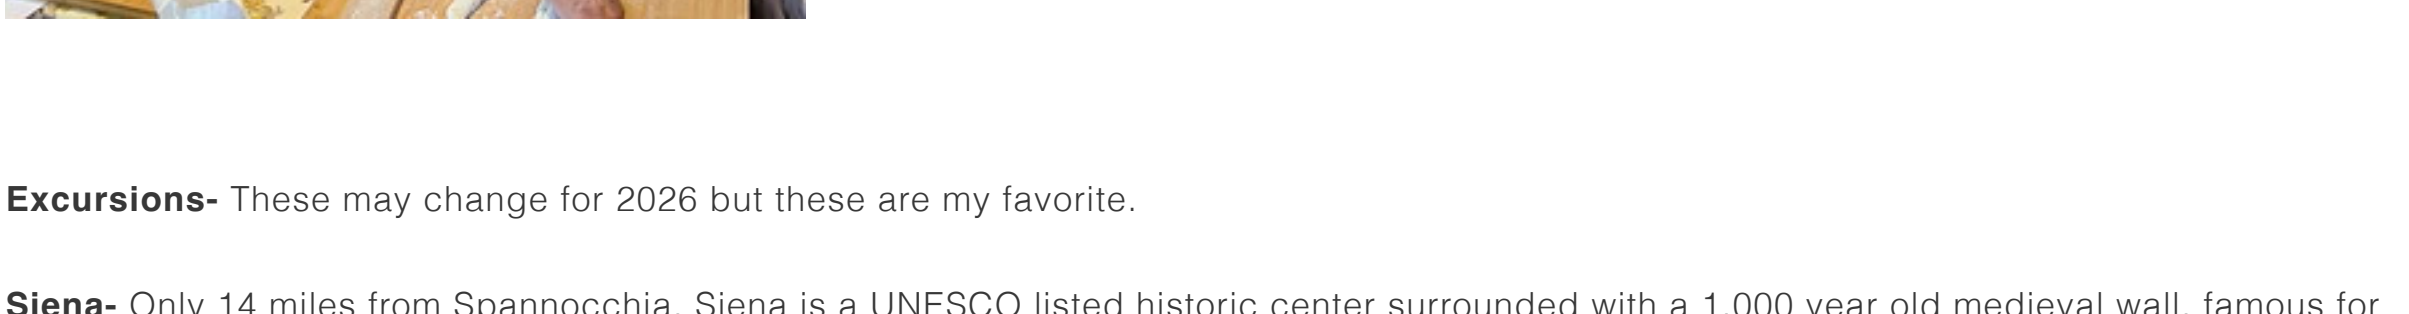 Excursions- These may change for 2026 but these are my favorite.
Siena- Only 14 miles from Spannocchia, Siena is a UNESCO listed historic center surrounded with a 1,000 year old medieval wall, famous for